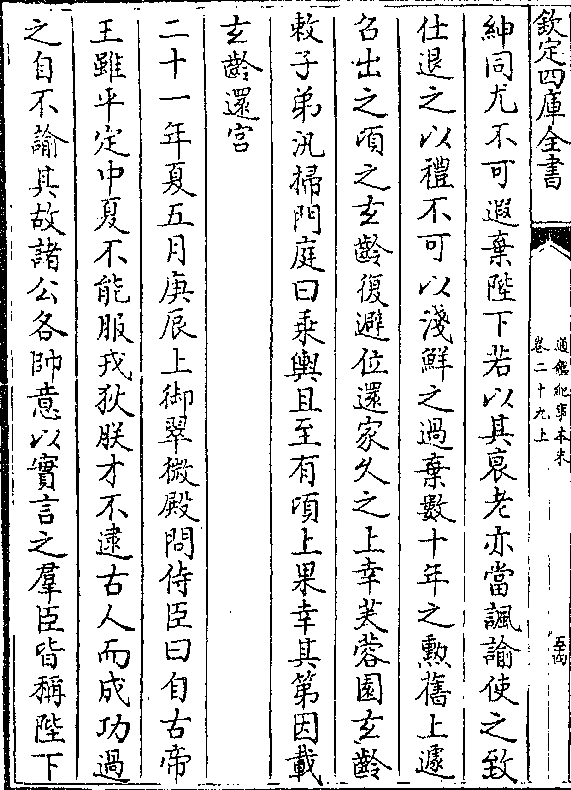 欽定四庫全書
通鑑紀事本末
卷二十九上
紳同尤不可遐棄陛下若以其衰老亦當諷諭使之致
仕退之以禮不可以淺鮮之過棄數十年之勲舊上遽
召出之頃之玄齡復避位還家久之上幸芙蓉園玄齡
敕子弟汛掃門庭曰乗輿且至有頃上果幸其第因載
玄齡還宫
二十一年夏五月庚辰上御翠微殿問侍臣曰自古帝
王雖平定中夏不能服戎狄朕才不逮古人而成功過
之自不諭其故諸公各帥意以實言之羣臣皆稱陛下